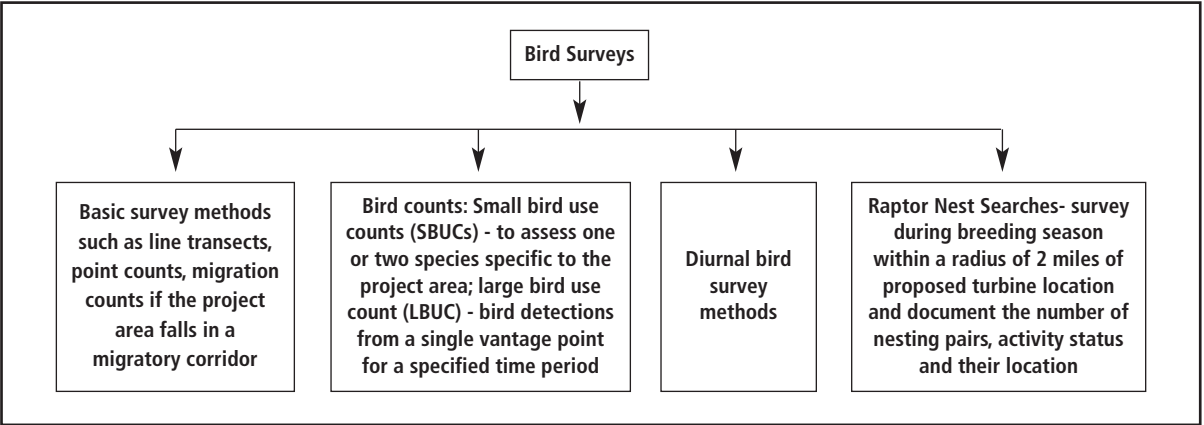 Bird Surveys
Basic survey methods
such as line transects,
point counts, migration
counts if the project
area falls in a
migratory corridor
Bird counts: Small bird use
counts (SBUCs) - to assess one
or two species specific to the
project area; large bird use
count (LBUC) - bird detections
from a single vantage point
for a specified time period
Diurnal bird
survey
methods
Raptor Nest Searches- survey
during breeding season
within a radius of 2 miles of
proposed turbine location
and document the number of
nesting pairs, activity status
and their location